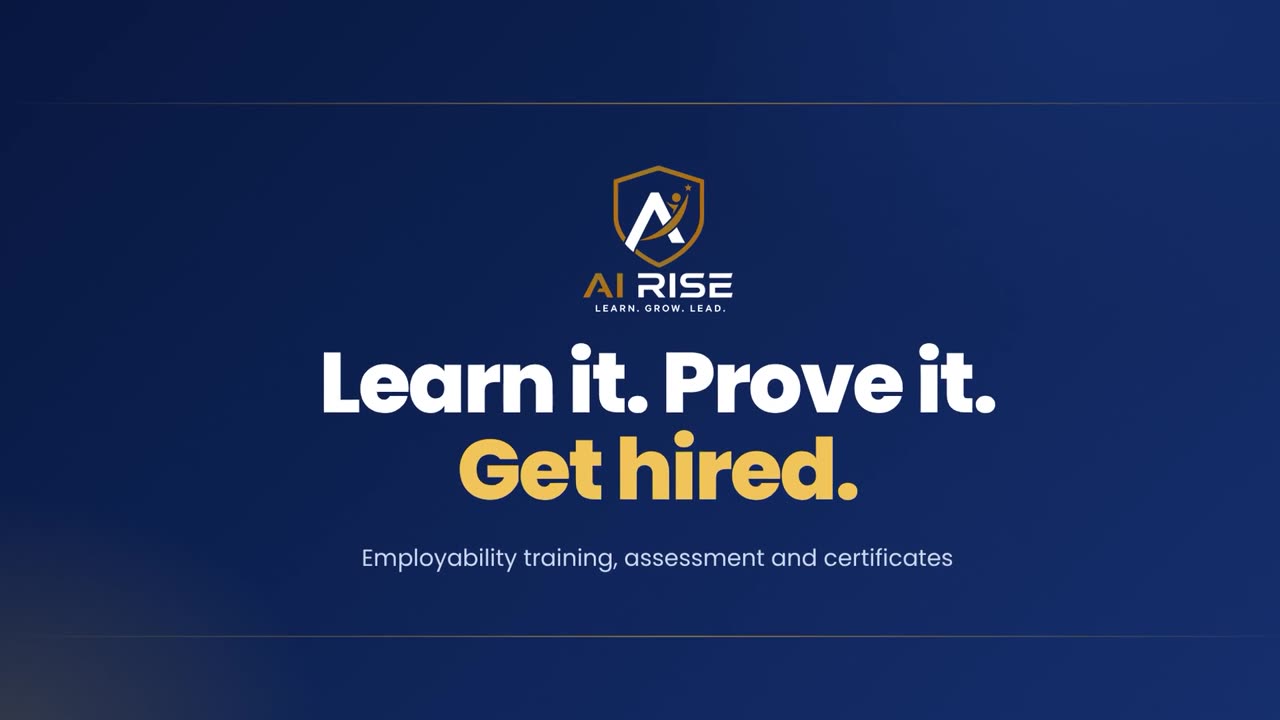 AI RISE
LEARN. GROW. LEAD.
Learn it. Prove it.
Get hired.
Employability training, assessment and certificates